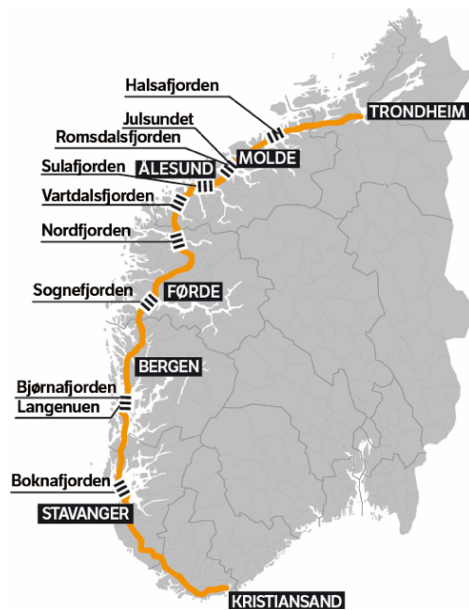 Halsafjorden
TRONDHEIM
Julsundet
Romsdalsfjorden
MOLDE
Sulafjorden
ÅLESUND
Vartdalsfjorden
Nordfjorden
Sognefjorden
FØRDE
BERGEN
Bjørnafjorden
Langenuen
Boknafjorden
STAVANGER
KRISTIANSAND